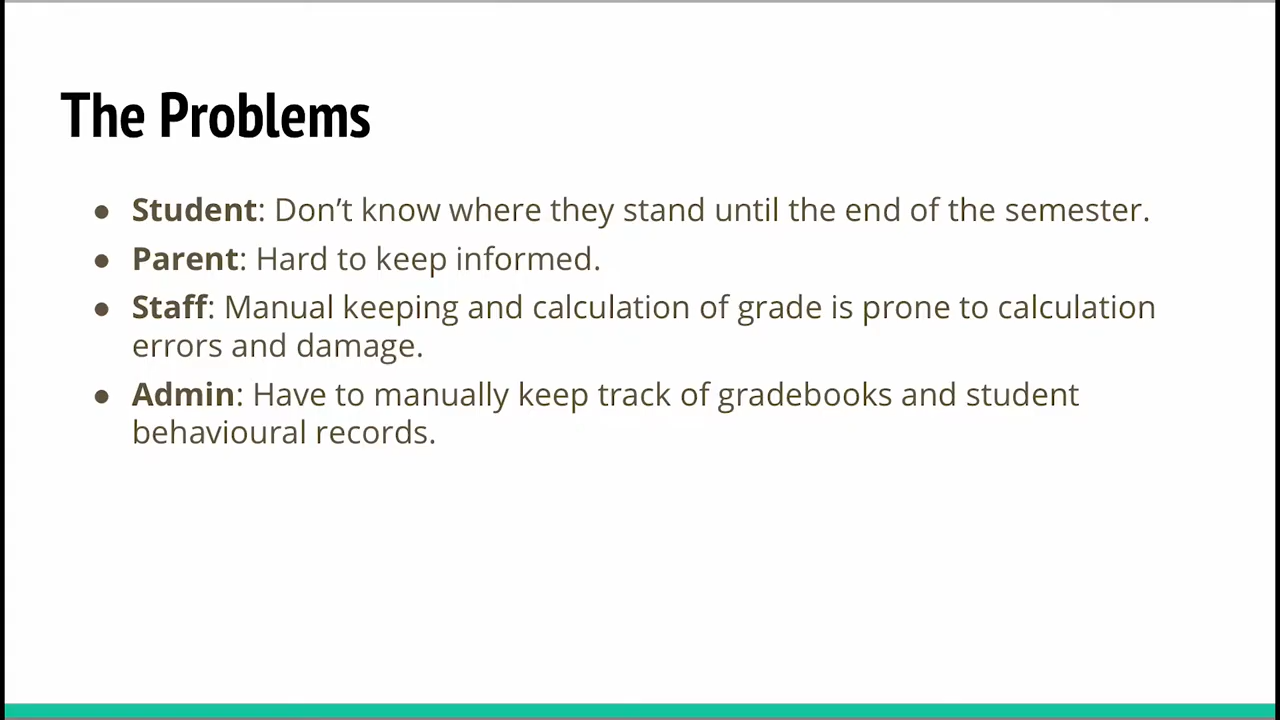 The Problems
● Student: Don’t know where they stand until the end of the semester.
● Parent: Hard to keep informed.
● Staff: Manual keeping and calculation of grade is prone to calculation
errors and damage.
● Admin: Have to manually keep track of gradebooks and student
behavioural records.